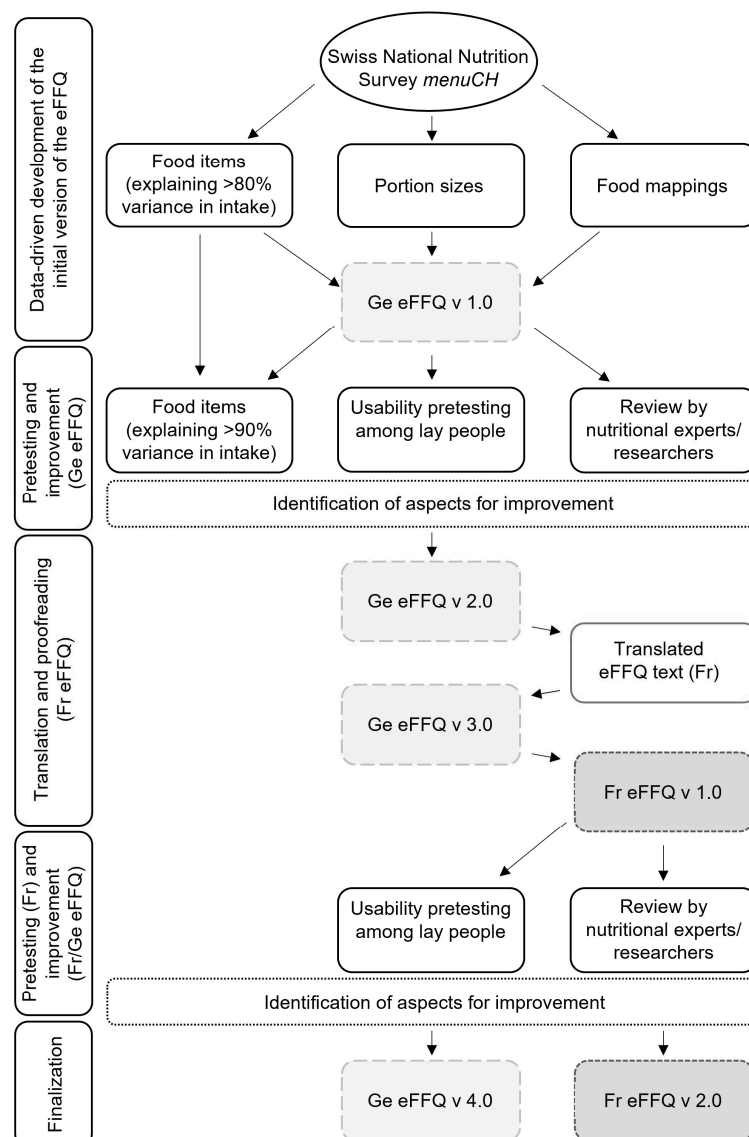 Data-driven development of the
initial version of the eFFQ
Swiss National Nutrition
Survey menuCH
Food items
(explaining >80%
variance in intake)
Portion sizes
Food mappings
Ge eFFQ v 1.0
Pretesting and
improvement
(Ge eFFQ)
Food items
(explaining >90%
variance in intake)
Usability pretesting
among lay people
Review by
nutritional experts/
researchers
Identification of aspects for improvement
Translation and proofreading
(Fr eFFQ)
Ge eFFQ v 2.0
Translated
eFFQ text (Fr)
Ge eFFQ v 3.0
Fr eFFQ v 1.0
Pretesting (Fr) and
improvement
(Fr/Ge eFFQ)
Usability pretesting
among lay people
Review by
nutritional experts/
researchers
Identification of aspects for improvement
Finalization
Ge eFFQ v 4.0
Fr eFFQ v 2.0